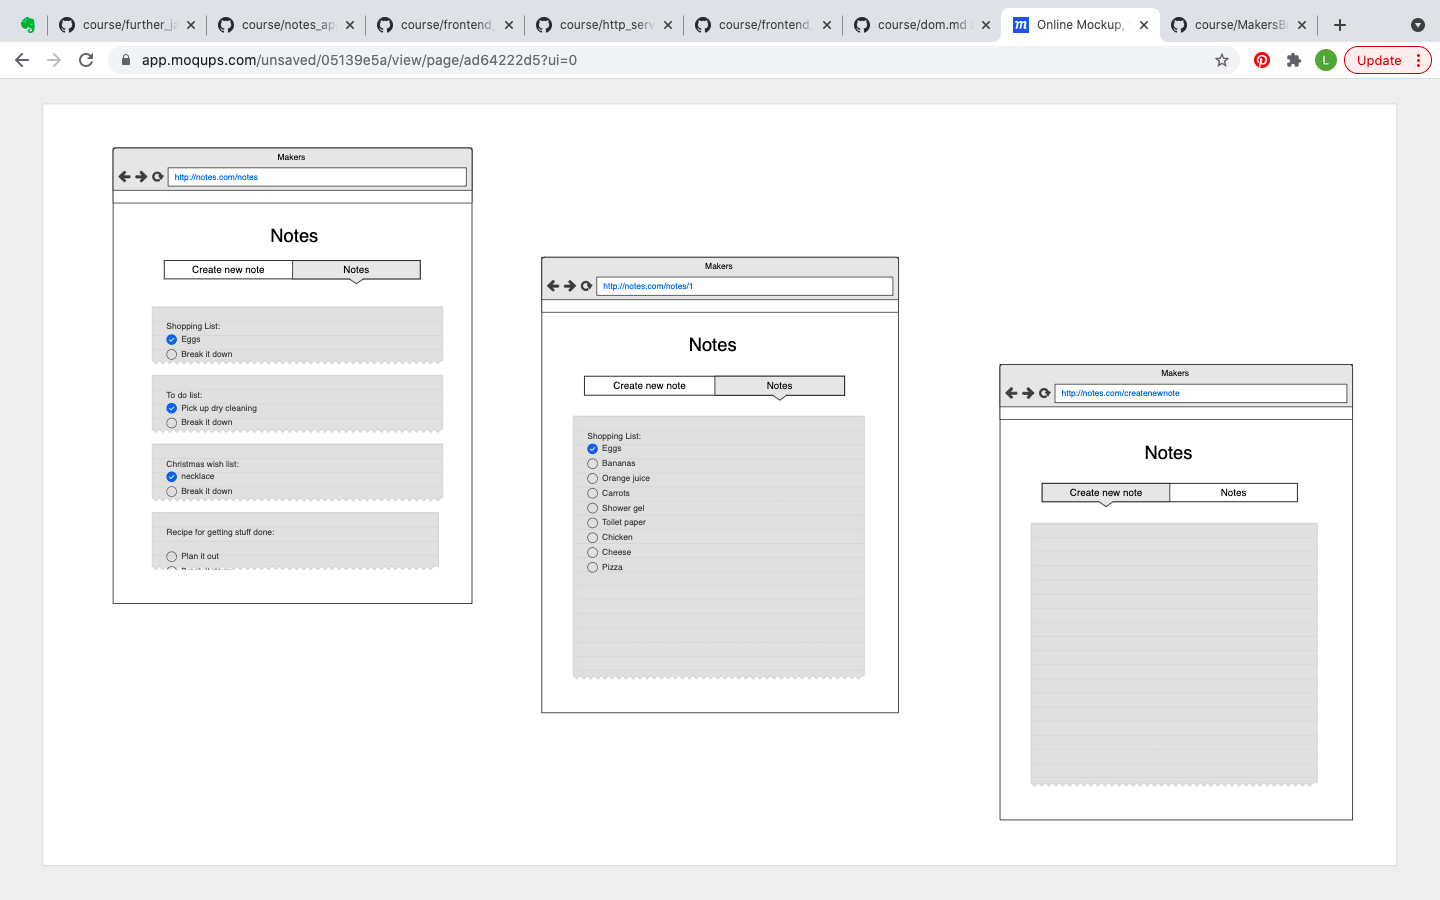 course/further_ja
course/notes_ap
course/frontend_
course/http_serv
course/frontend_
course/dom.md
Online Mockup,
course/MakersB
app.moqups.com/unsaved/05139e5a/view/page/ad64222d5?ui=0
L
Update
Makers
http://notes.com/notes
Notes
Create new note
Notes
Shopping List:
Eggs
Break it down
To do list:
Pick up dry cleaning
Break it down
Christmas wish list:
necklace
Break it down
Recipe for getting stuff done:
Plan it out
Makers
http://notes.com/notes/1
Notes
Create new note
Notes
Shopping List:
Eggs
Bananas
Orange juice
Carrots
Shower gel
Toilet paper
Chicken
Cheese
Pizza
Makers
http://notes.com/createnewnote
Notes
Create new note
Notes